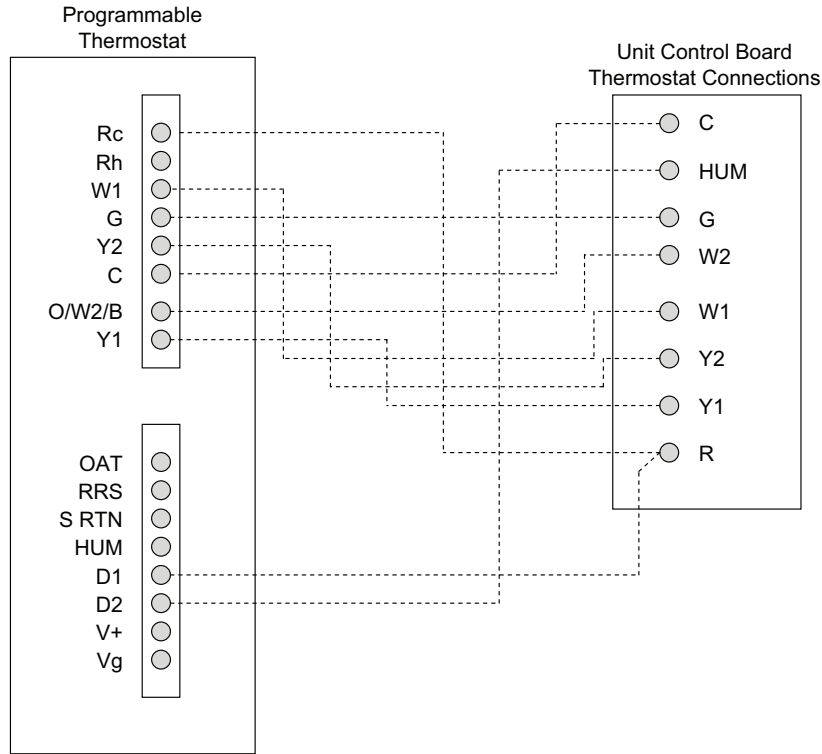 Programmable
Thermostat
Unit Control Board
Thermostat Connections
Rc
Rh
W1
G
Y2
C
O/W2/B
Y1
OAT
RRS
S RTN
HUM
D1
D2
V+
Vg
C
HUM
G
W2
W1
Y2
Y1
R